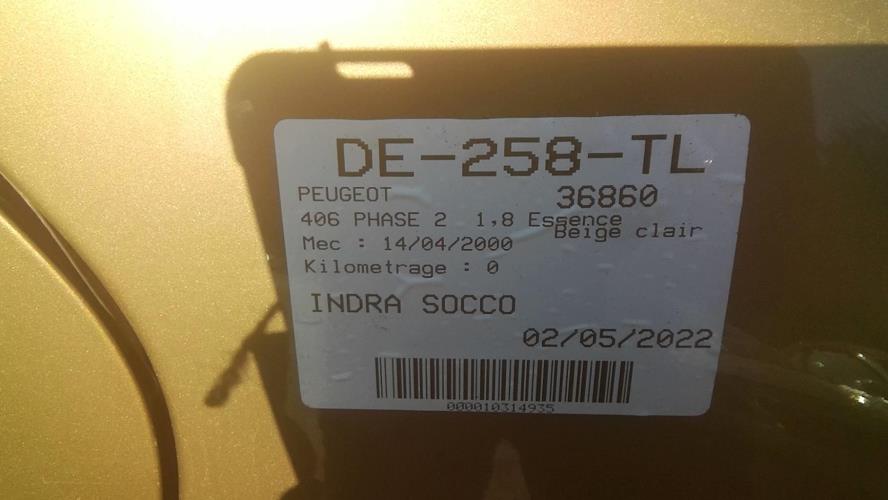 DE-258-TL
PEUGEOT 36860
406 PHASE 2 1,8 Essence
Beige clair
Mec : 14/04/2000
Kilometrage : 0
INDRA SOCCO
02/05/2022
000010314935